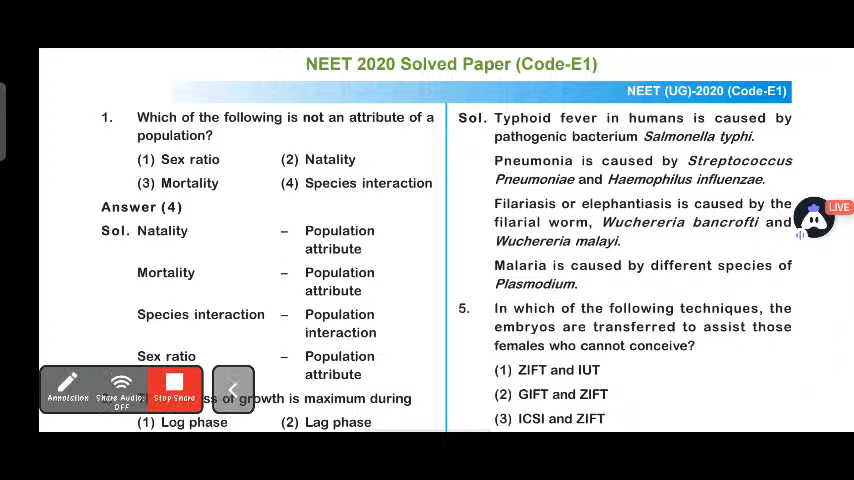 NEET 2020 Solved Paper (Code-E1)
NEET (UG)-2020 (Code-E1)
1. Which of the following is not an attribute of a
population?
(1) Sex ratio (2) Natality
(3) Mortality (4) Species interaction
Answer (4)
Sol. Natality – Population
attribute
Mortality – Population
attribute
Species interaction – Population
interaction
Sex ratio – Population
attribute
of growth is maximum during
(1) Log phase (2) Lag phase
Sol. Typhoid fever in humans is caused by
pathogenic bacterium Salmonella typhi.
Pneumonia is caused by Streptococcus
Pneumoniae and Haemophilus influenzae.
Filariasis or elephantiasis is caused by the
filarial worm, Wuchereria bancrofti and
Wuchereria malayi.
Malaria is caused by different species of
Plasmodium.
5. In which of the following techniques, the
embryos are transferred to assist those
females who cannot conceive?
(1) ZIFT and IUT
(2) GIFT and ZIFT
(3) ICSI and ZIFT
LIVE
Annotation
Share Audio:
OFF
Stop Share